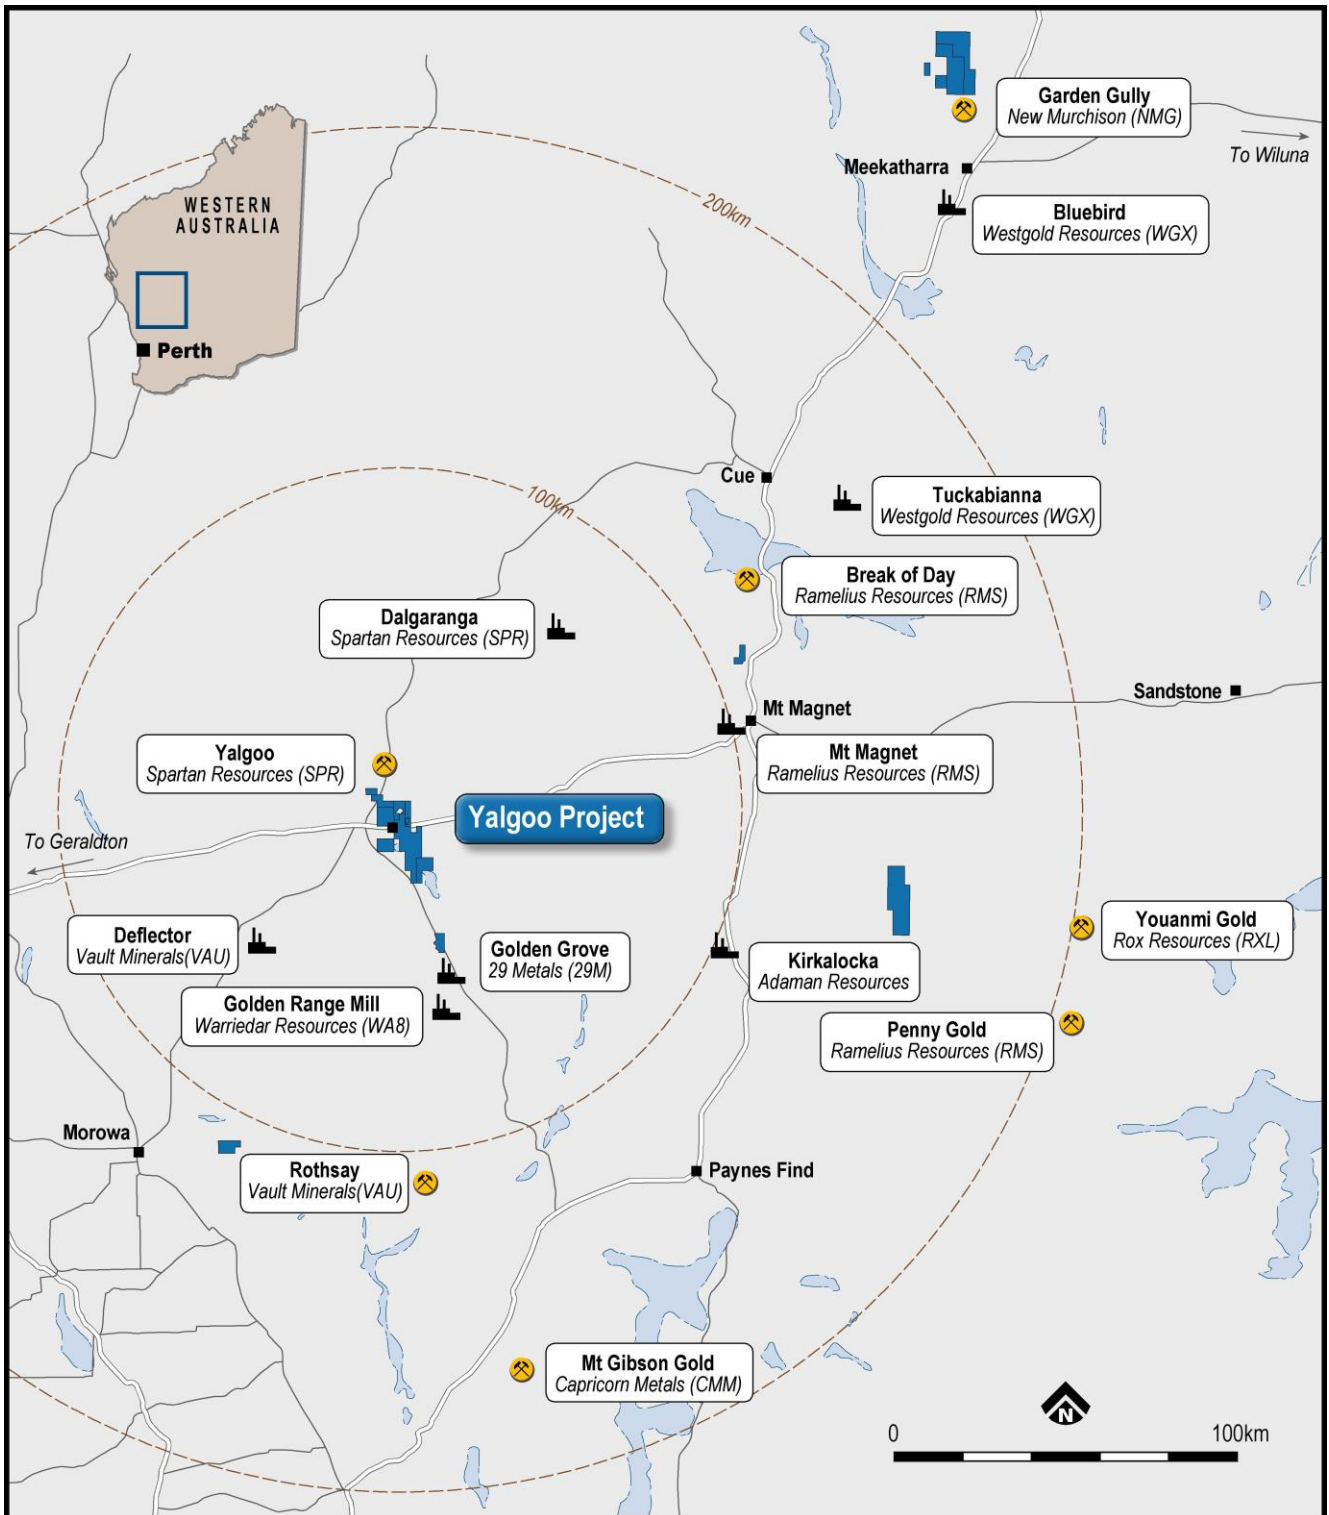 Garden Gully
New Murchison (NMG)
To Wiluna
Meekatharra
WESTERN
AUSTRALIA
200km
Bluebird
Westgold Resources (WGX)
Perth
Cue
100km
Tuckabianna
Westgold Resources (WGX)
Break of Day
Ramelius Resources (RMS)
Dalgaranga
Spartan Resources (SPR)
Sandstone
Mt Magnet
Yalgoo
Spartan Resources (SPR)
Mt Magnet
Ramelius Resources (RMS)
Yalgoo Project
To Geraldton
Deflector
Vault Minerals(VAU)
Golden Grove
29 Metals (29M)
Youanmi Gold
Rox Resources (RXL)
Kirkalocka
Adaman Resources
Golden Range Mill
Warriedar Resources (WA8)
Penny Gold
Ramelius Resources (RMS)
Morowa
Rothsay
Vault Minerals(VAU)
Paynes Find
Mt Gibson Gold
Capricorn Metals (CMM)
N
0 100km